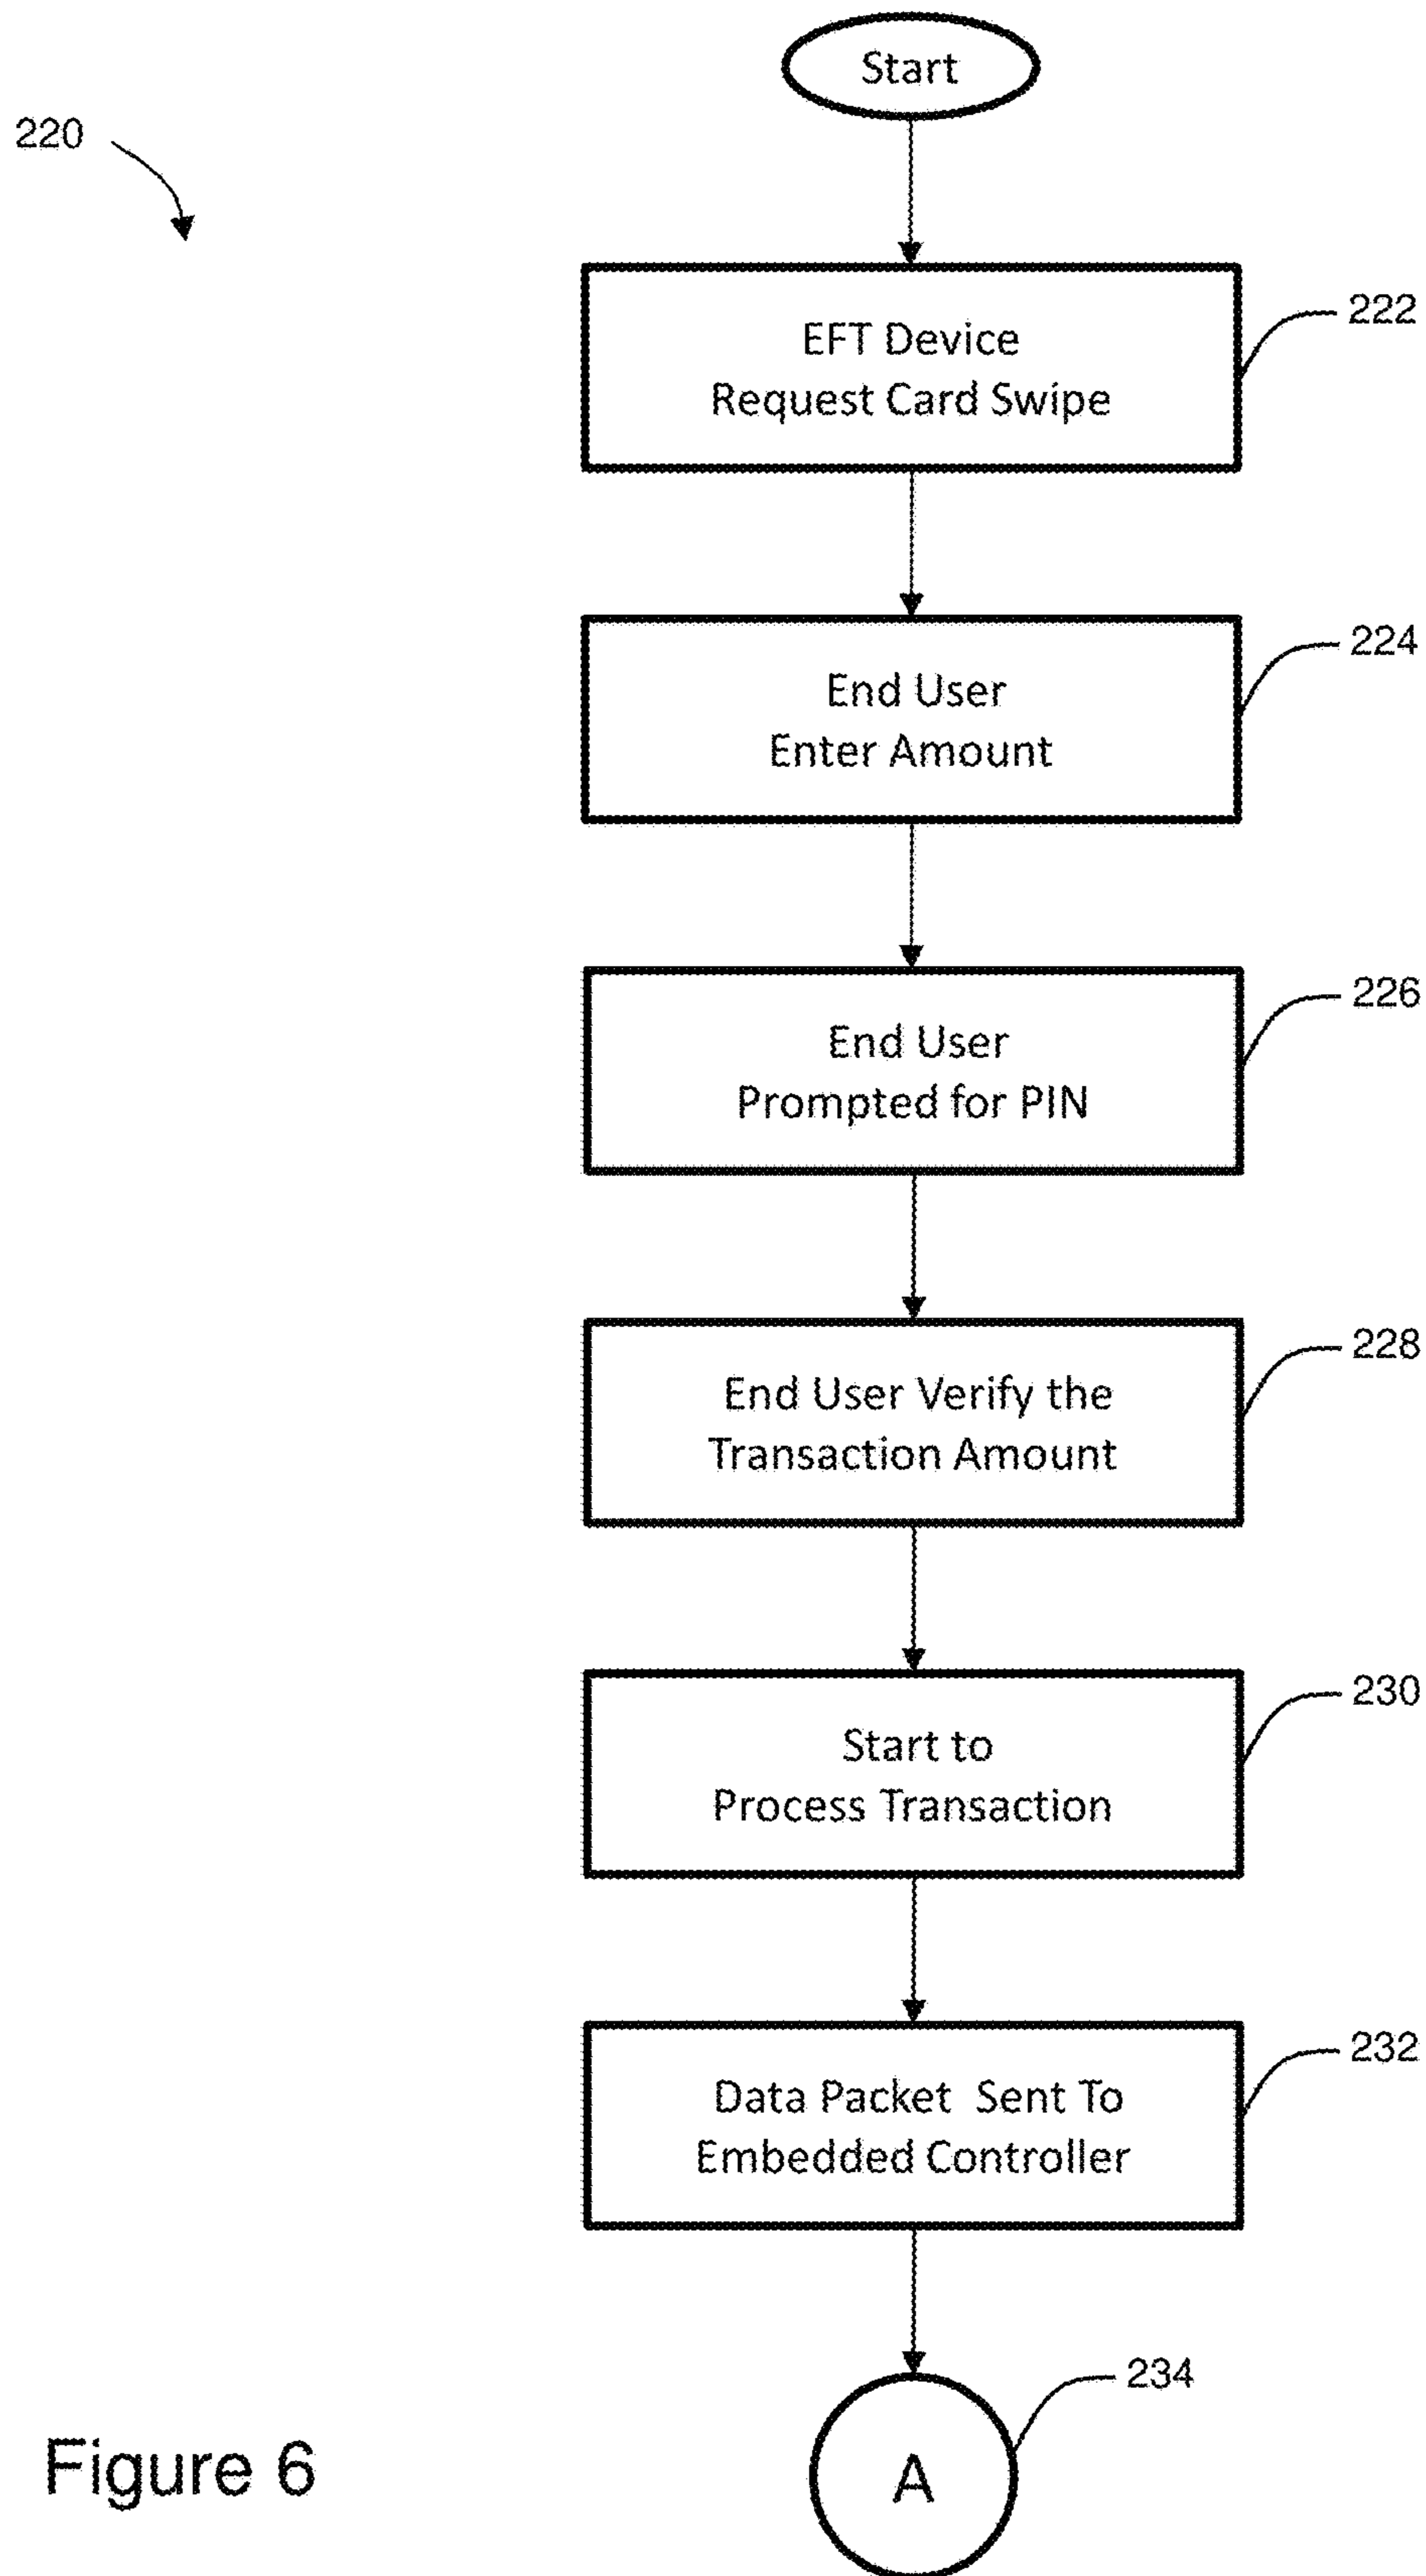 Start
220
EFT Device
Request Card Swipe
222
End User
Enter Amount
224
End User
Prompted for PIN
226
End User Verify the
Transaction Amount
228
Start to
Process Transaction
230
Data Packet Sent To
Embedded Controller
232
234
A
Figure 6